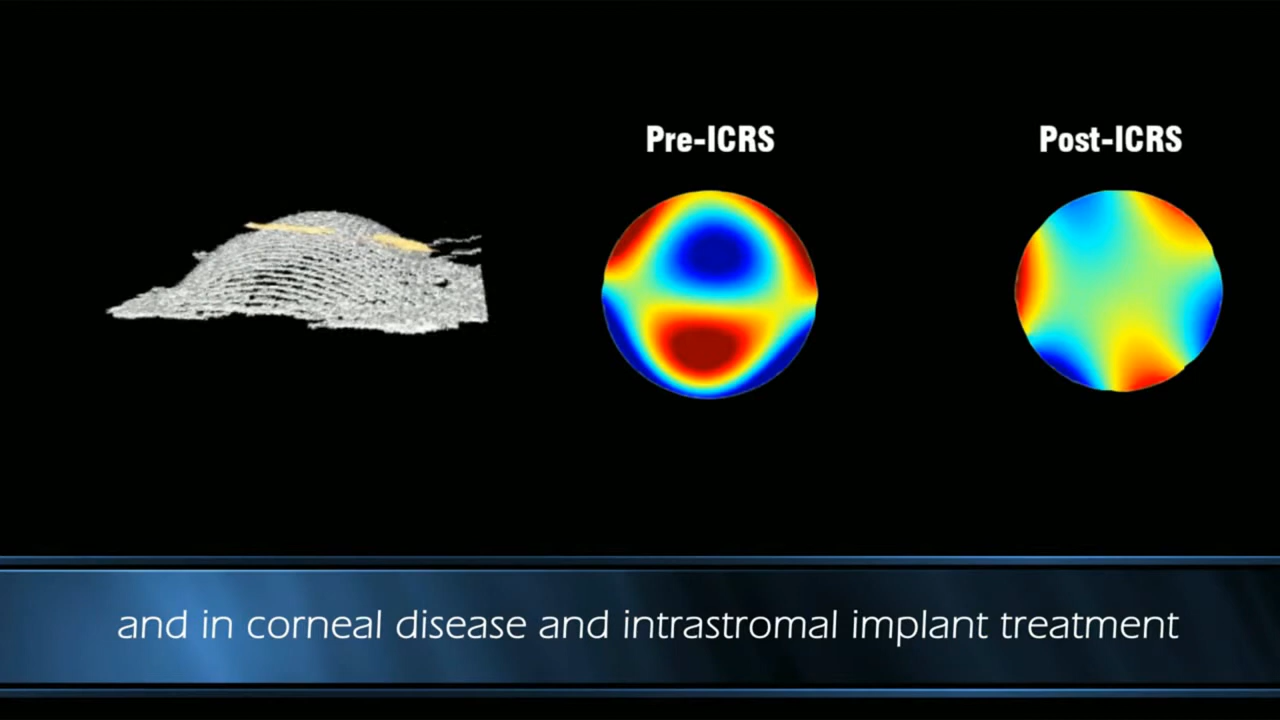 Pre-ICRS
Post-ICRS
and in corneal disease and intrastromal implant treatment